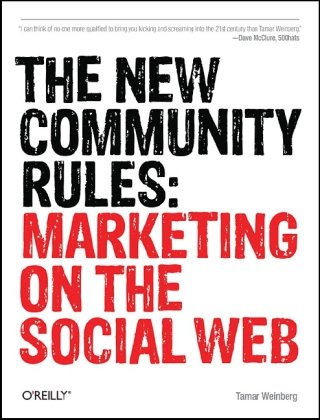 "I can think of no one more qualified to bring you kicking and screaming into the 21st century than Tamar Weinberg."
—Dave McClure, 500hats
THE NEW
COMMUNITY
RULES:
MARKETING
ON THE
SOCIAL WEB
O'REILLY®
Tamar Weinberg